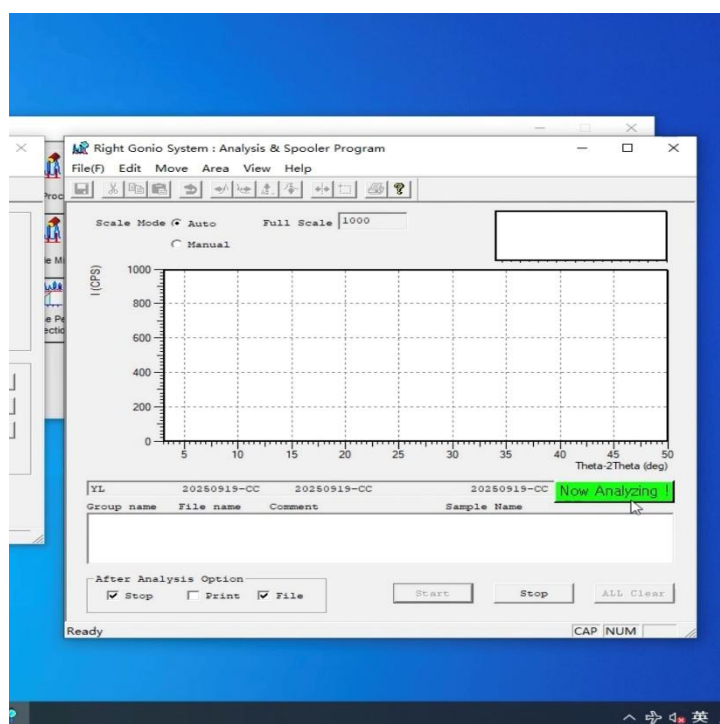 Right Gonio System : Analysis & Spooler Program
File(F) Edit Move Area View Help
Scale Mode Auto Full Scale 1000
Manual
I (CPS)
1000
800
600
400
200
0
5 10 15 20 25 30 35 40 45 50
Theta-2Theta (deg)
YL 20250919-CC 20250919-CC 20250919-CC Now Analyzing !
Group name File name Comment Sample Name
After Analysis Option
Stop Print File Start Stop ALL Clear
Ready CAP NUM
英